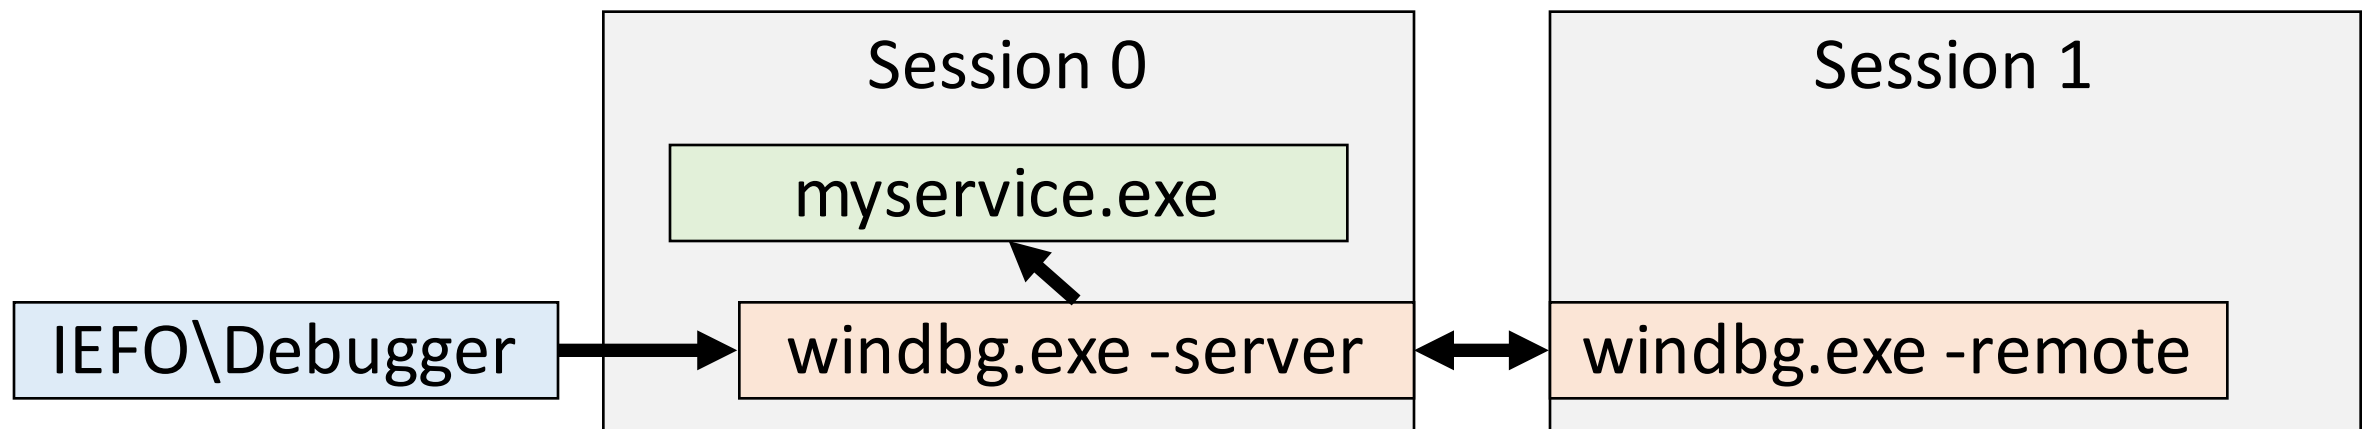 Session 0
Session 1
myservice.exe
IEFO\Debugger
windbg.exe -server
windbg.exe -remote